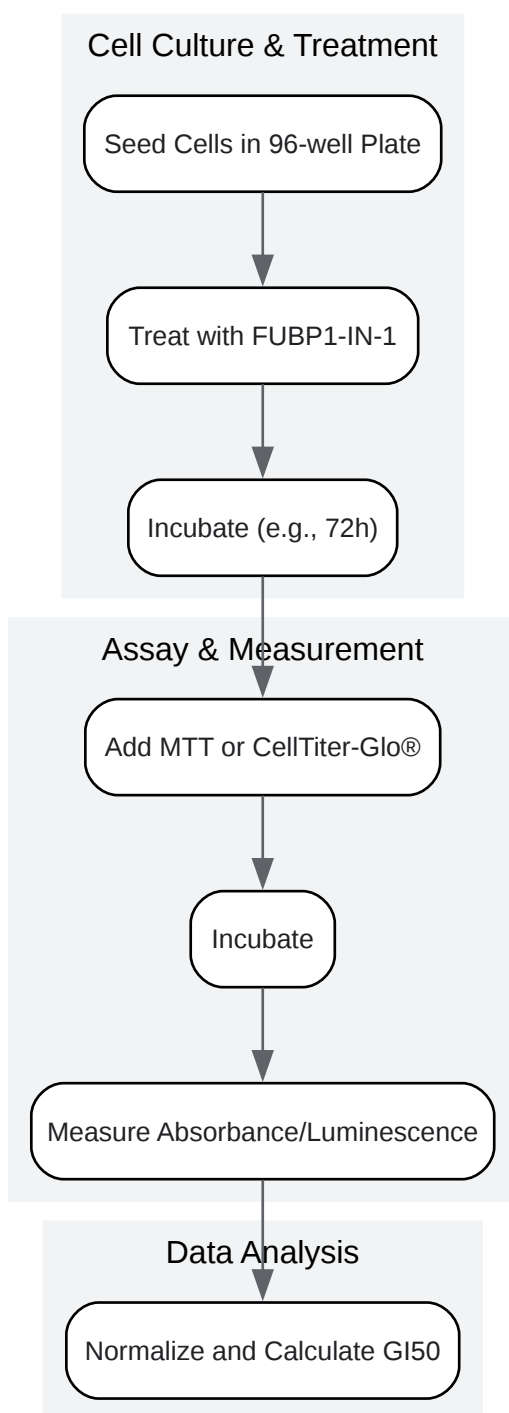 Cell Culture & Treatment
Seed Cells in 96-well Plate
Treat with FUBP1-IN-1
Incubate (e.g., 72h)
Assay & Measurement
Add MTT or CellTiter-Glo®
Incubate
Measure Absorbance/Luminescence
Data Analysis
Normalize and Calculate GI50